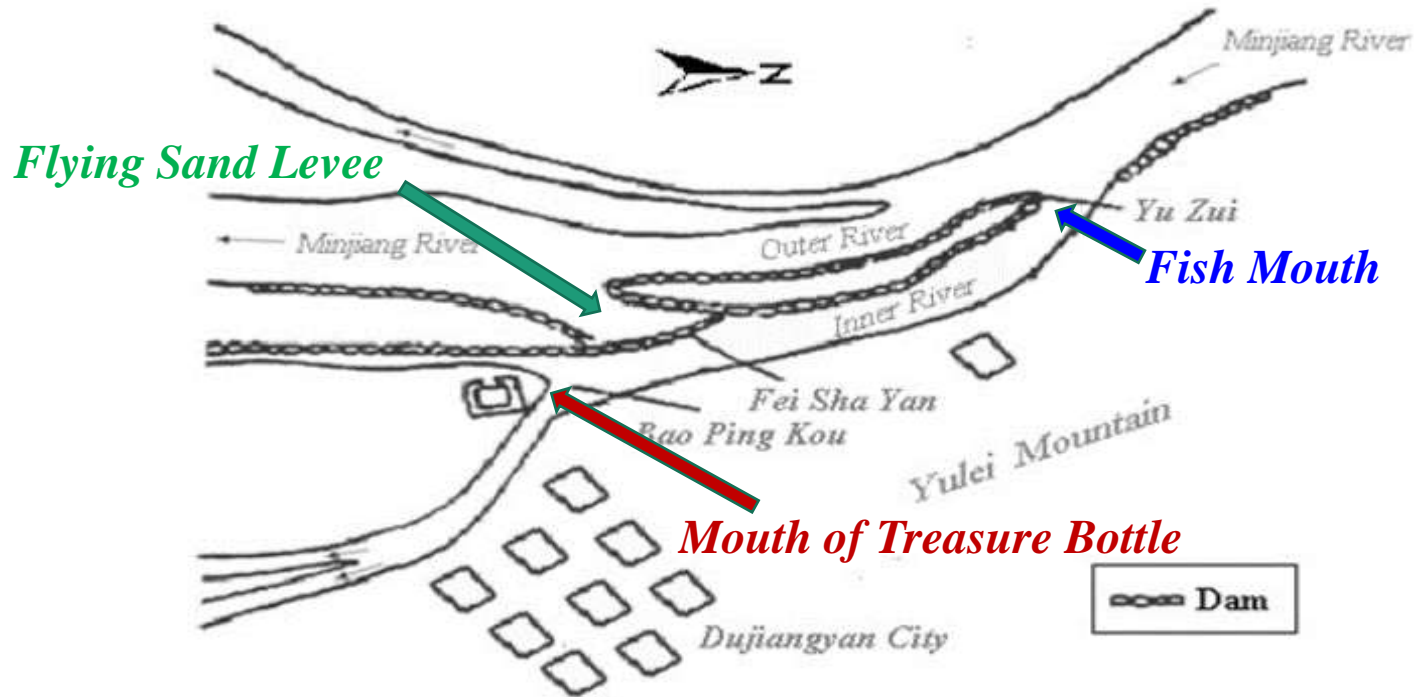 Minjiang River
N
Flying Sand Levee
Yu Zui
Minjiang River
Outer River
Fish Mouth
Inner River
Fei Sha Yan
Bao Ping Kou
Yulei Mountain
Mouth of Treasure Bottle
Dam
Dujiangyan City